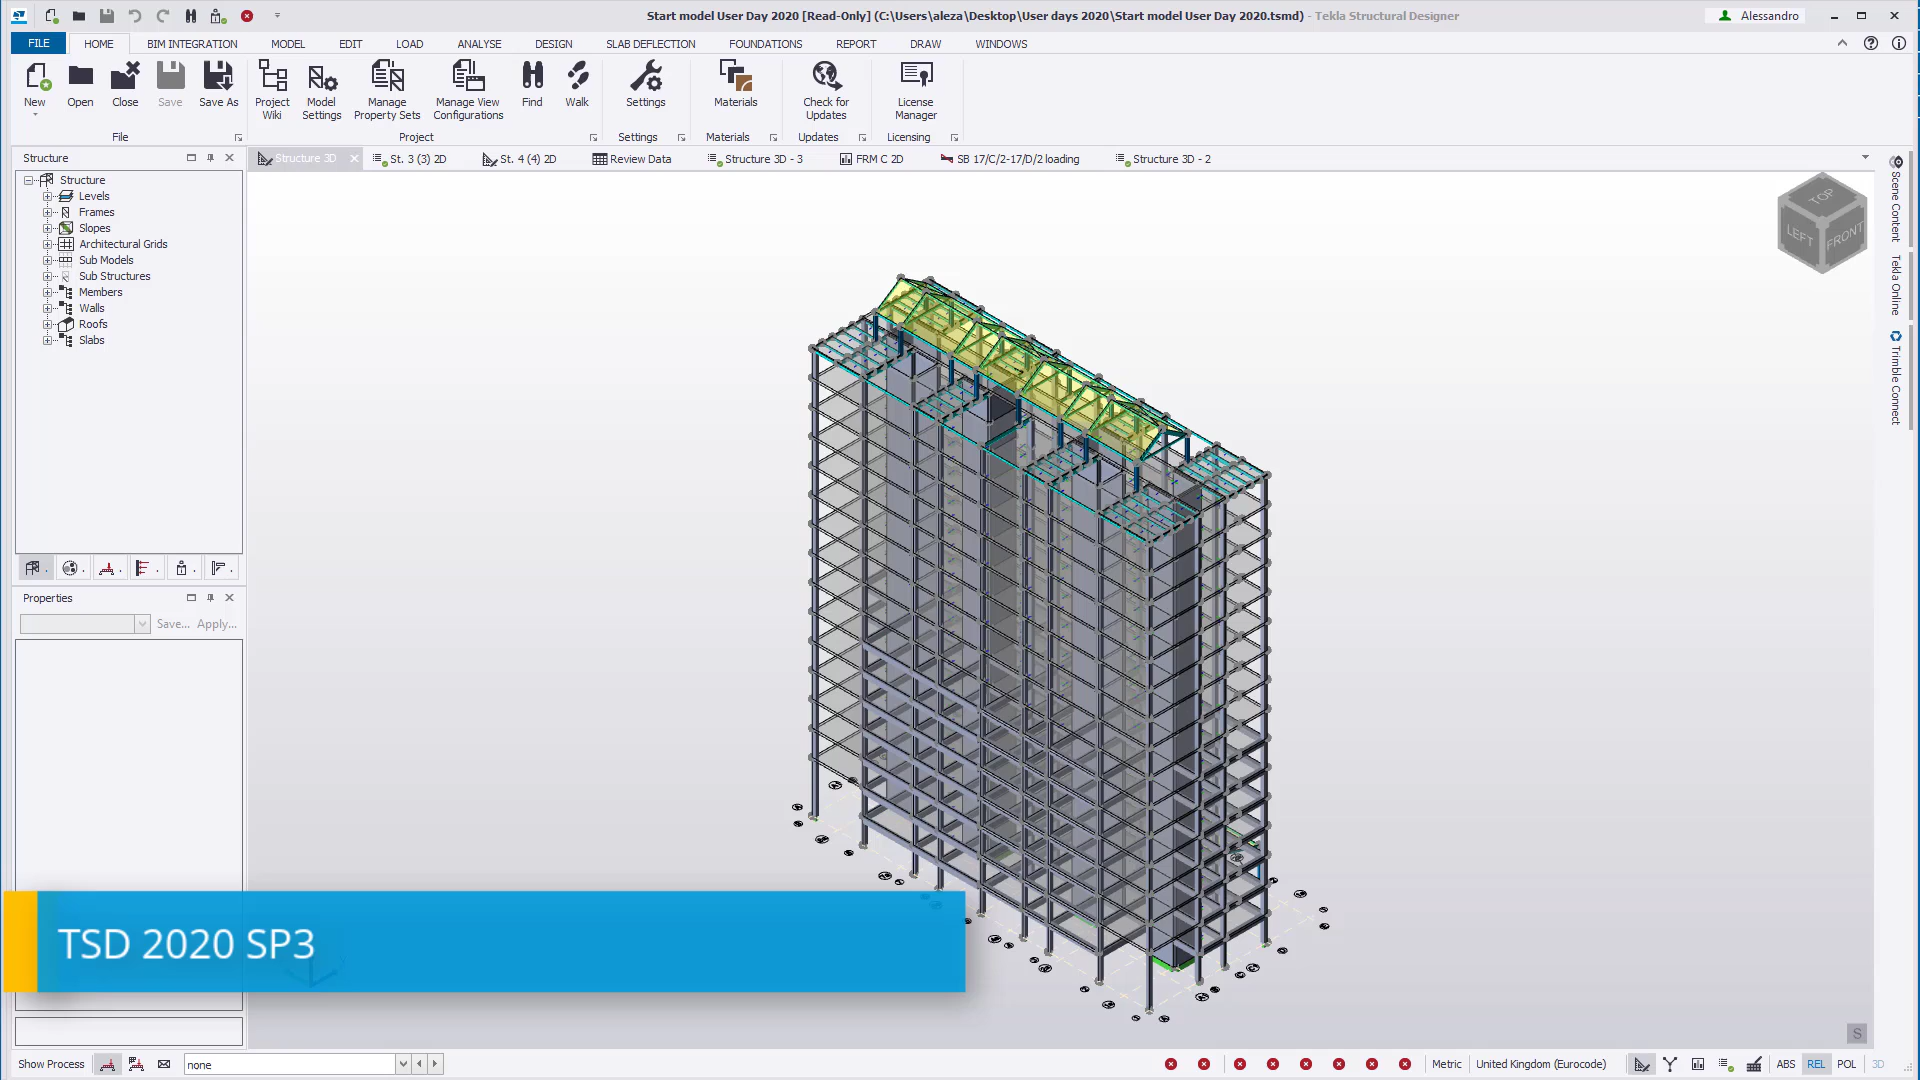 Start model User Day 2020 [Read-Only] (C:\Users\aleza\Desktop\User days 2020\Start model User Day 2020.tsmd) - Tekla Structural Designer
Alessandro
FILE HOME BIM INTEGRATION MODEL EDIT LOAD ANALYSE DESIGN SLAB DEFLECTION FOUNDATIONS REPORT DRAW WINDOWS
New Open Close Save Save As
Project Wiki
Model Settings
Manage Property Sets
Manage View Configurations
Find Walk Settings Materials
Check for Updates
License Manager
File Project Settings Materials Updates Licensing
Structure
Structure 3D St. 3 (3) 2D St. 4 (4) 2D Review Data Structure 3D - 3 FRM C 2D SB 17/C/2-17/D/2 loading Structure 3D - 2
Structure
Levels
Frames
Slopes
Architectural Grids
Sub Models
Sub Structures
Members
Walls
Roofs
Slabs
TOP
LEFT FRONT
Scene Content
Tekla Online
Trimble Connect
Properties
Save... Apply...
TSD 2020 SP3
S
Show Process none Metric United Kingdom (Eurocode) ABS REL POL 3D